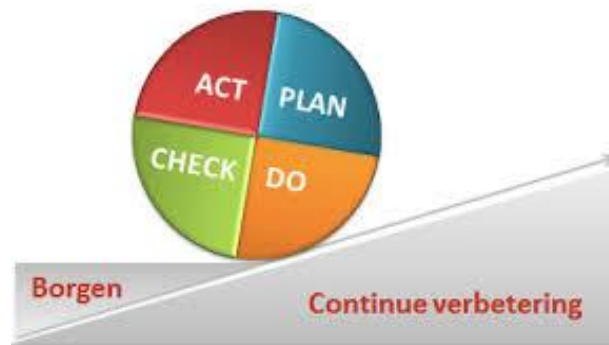 ACT
PLAN
CHECK
DO
Borgen
Continue verbetering